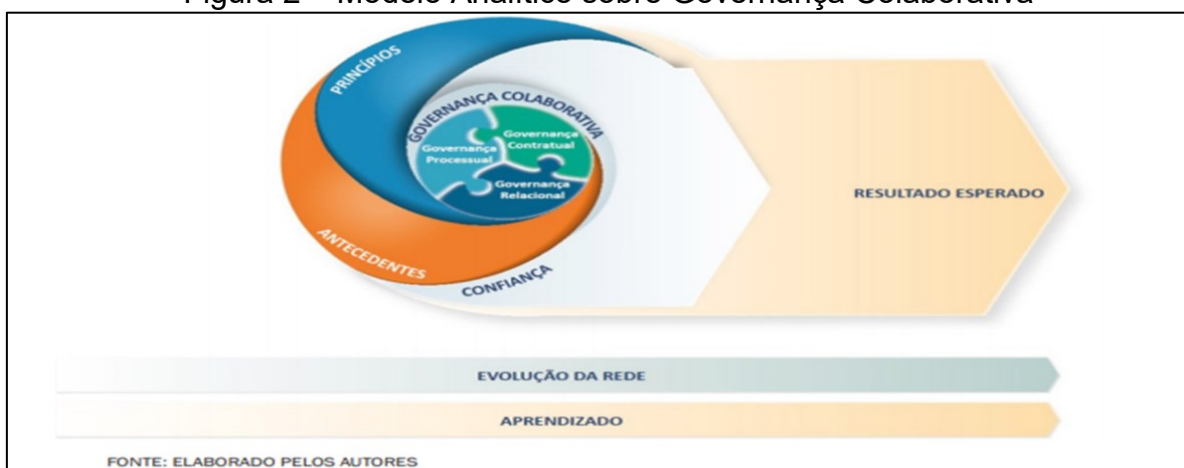 Figura 2 – Modelo Analítico sobre Governança Colaborativa
PRINCÍPIOS
GOVERNANÇA COLABORATIVA
Governança
Contratual
Governança
Processual
Governança
Relacional
RESULTADO ESPERADO
ANTECEDENTES
CONFIANÇA
EVOLUÇÃO DA REDE
APRENDIZADO
FONTE: ELABORADO PELOS AUTORES